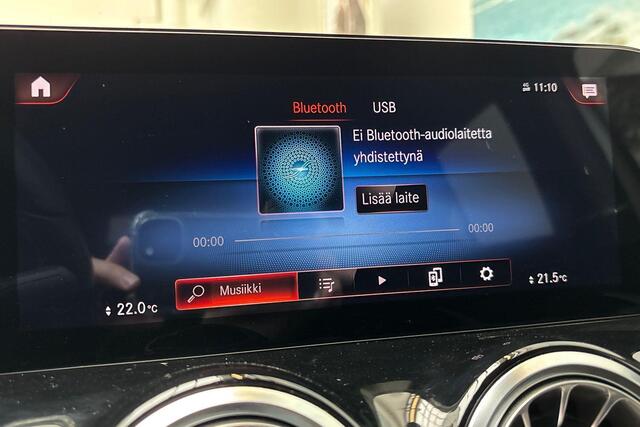 4G 11:10
Bluetooth USB
Ei Bluetooth-audiolaitetta
yhdistettynä
Lisää laite
00:00 00:00
Musiikki
22.0°C 21.5°C